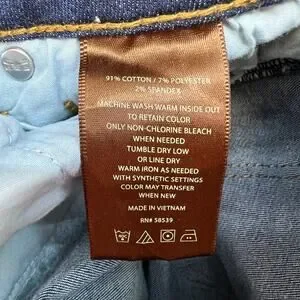 91% COTTON / 7% POLYESTER
2% SPANDEX
MACHINE WASH WARM INSIDE OUT
TO RETAIN COLOR
ONLY NON-CHLORINE BLEACH
WHEN NEEDED
TUMBLE DRY LOW
OR LINE DRY
WARM IRON AS NEEDED
WITH SYNTHETIC SETTINGS
COLOR MAY TRANSFER
WHEN NEW
MADE IN VIETNAM
RN# 58539